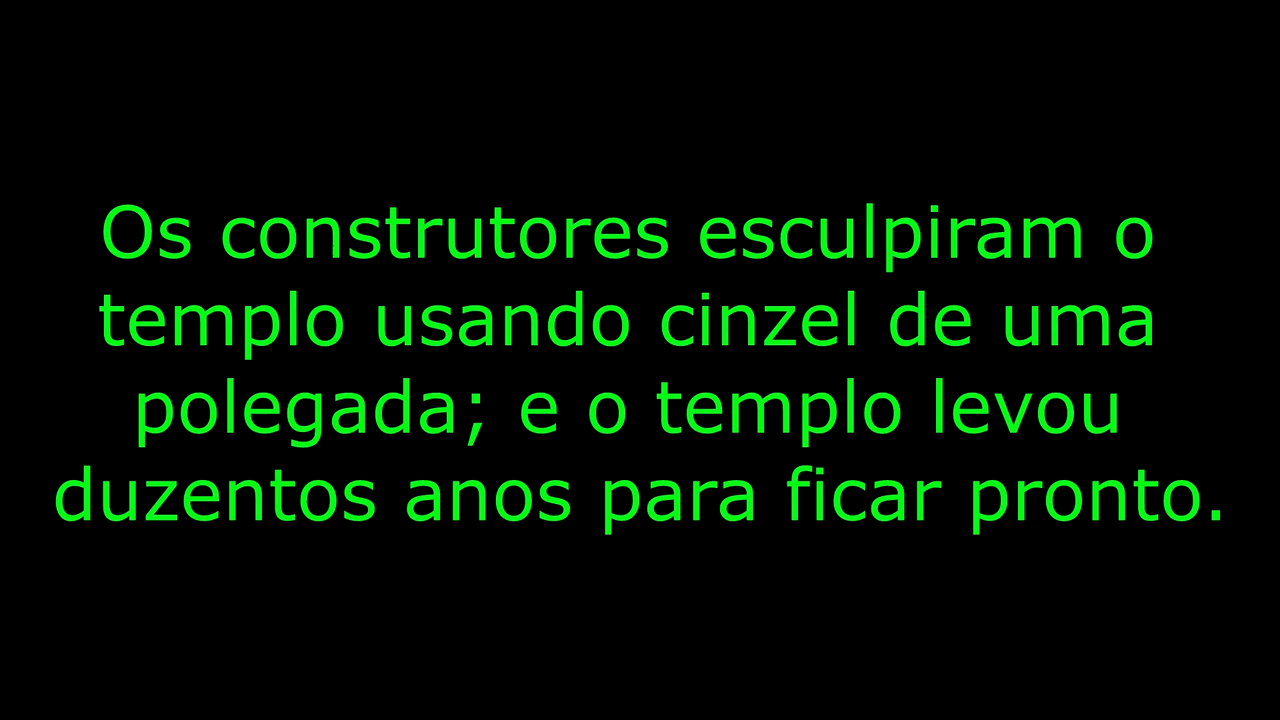 Os construtores esculpiram o
templo usando cinzel de uma
polegada; e o templo levou
duzentos anos para ficar pronto.